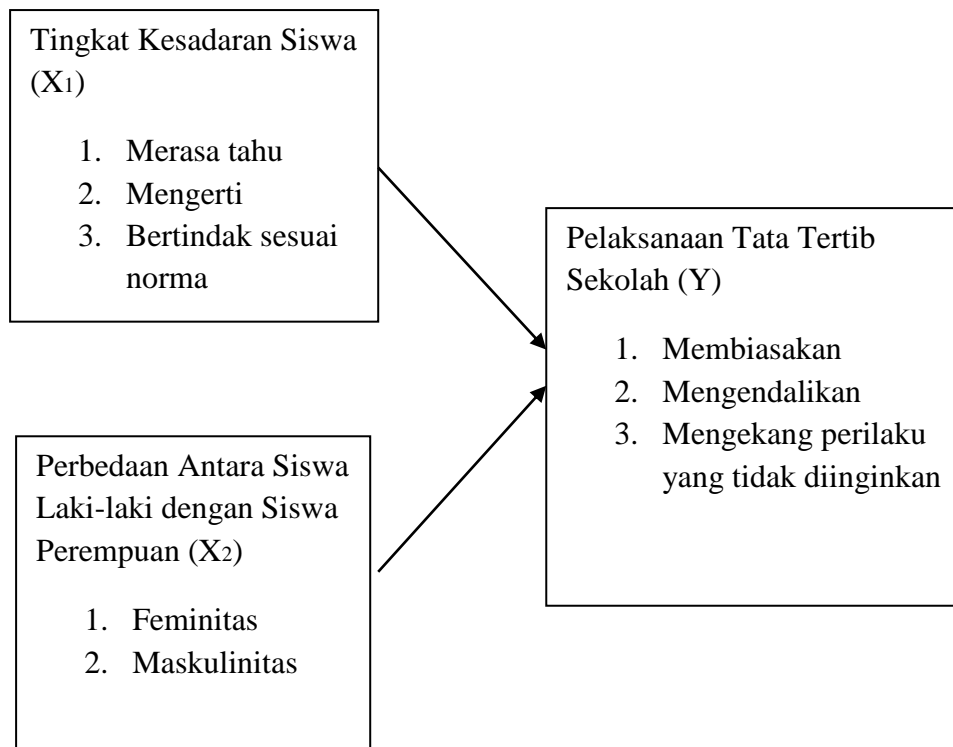 Tingkat Kesadaran Siswa
(X1)
1. Merasa tahu
2. Mengerti
3. Bertindak sesuai
norma
Pelaksanaan Tata Tertib
Sekolah (Y)
1. Membiasakan
2. Mengendalikan
3. Mengekang perilaku
yang tidak diinginkan
Perbedaan Antara Siswa
Laki-laki dengan Siswa
Perempuan (X2)
1. Feminitas
2. Maskulinitas